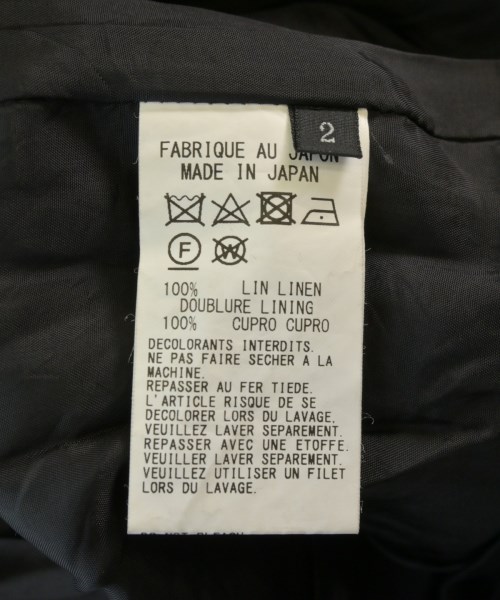 2
FABRIQUE AU JAPON
MADE IN JAPAN
F W
100% LIN LINEN
DOUBLURE LINING
100% CUPRO CUPRO
DECOLORANTS INTERDITS.
NE PAS FAIRE SECHER A LA
MACHINE.
REPASSER AU FER TIEDE.
L'ARTICLE RISQUE DE SE
DECOLORER LORS DU LAVAGE,
VEUILLEZ LAVER SEPAREMENT.
REPASSER AVEC UNE ETOFFE.
VEUILLER LAVER SEPAREMENT.
VEUILLEZ UTILISER UN FILET
LORS DU LAVAGE.